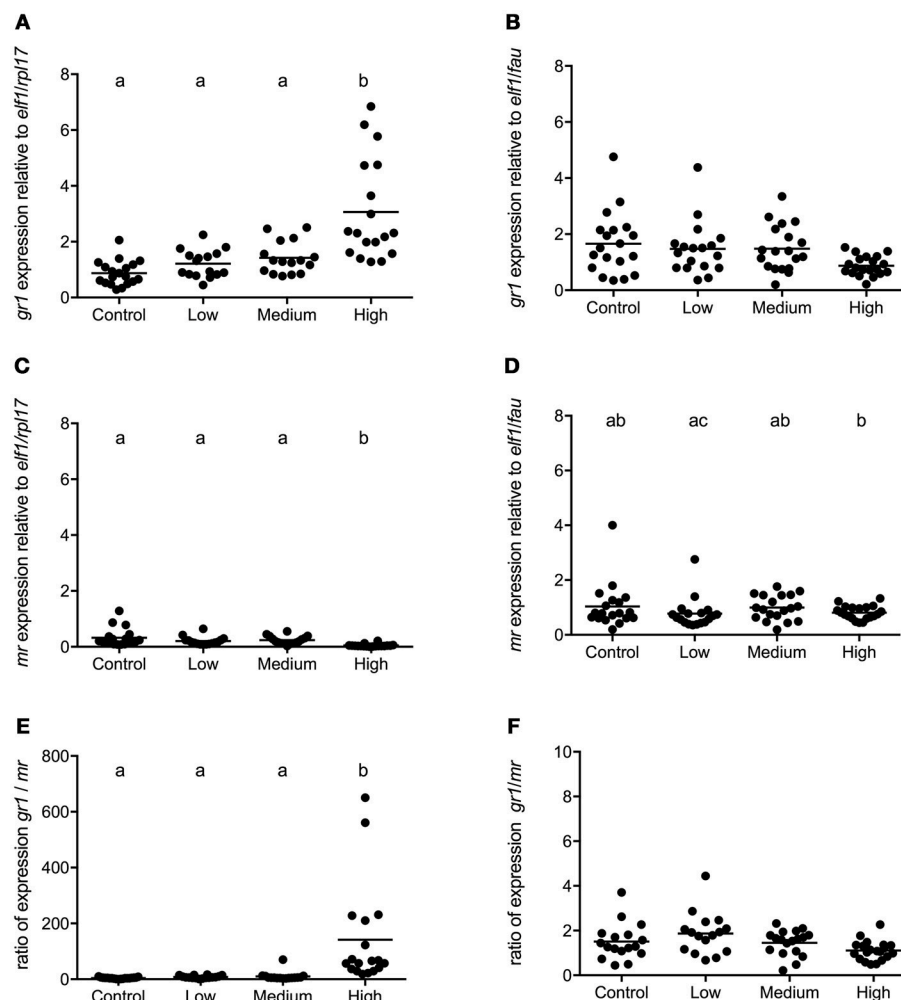 A
gr1 expression relative to elf1/rpl17
8
6
4
2
0
a a a b
Control Low Medium High
B
gr1 expression relative to elf1/fau
8
6
4
2
0
Control Low Medium High
C
mr expression relative to elf1/rpl17
8
6
4
2
0
a a a b
Control Low Medium High
D
mr expression relative to elf1/fau
8
6
4
2
0
ab ac ab b
Control Low Medium High
E
ratio of expression gr1 / mr
800
600
400
200
0
a a a b
Control Low Medium High
F
ratio of expression gr1/mr
10
8
6
4
2
0
Control Low Medium High